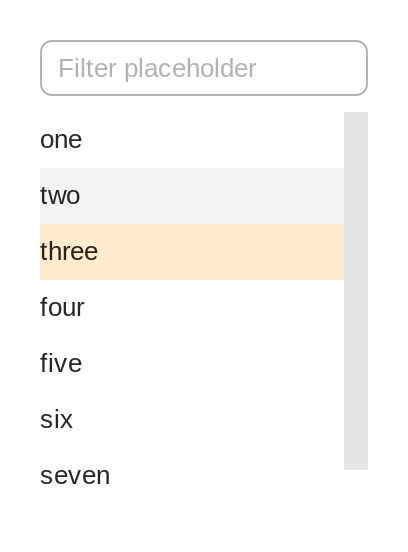 Filter placeholder
one
two
three
four
five
six
seven